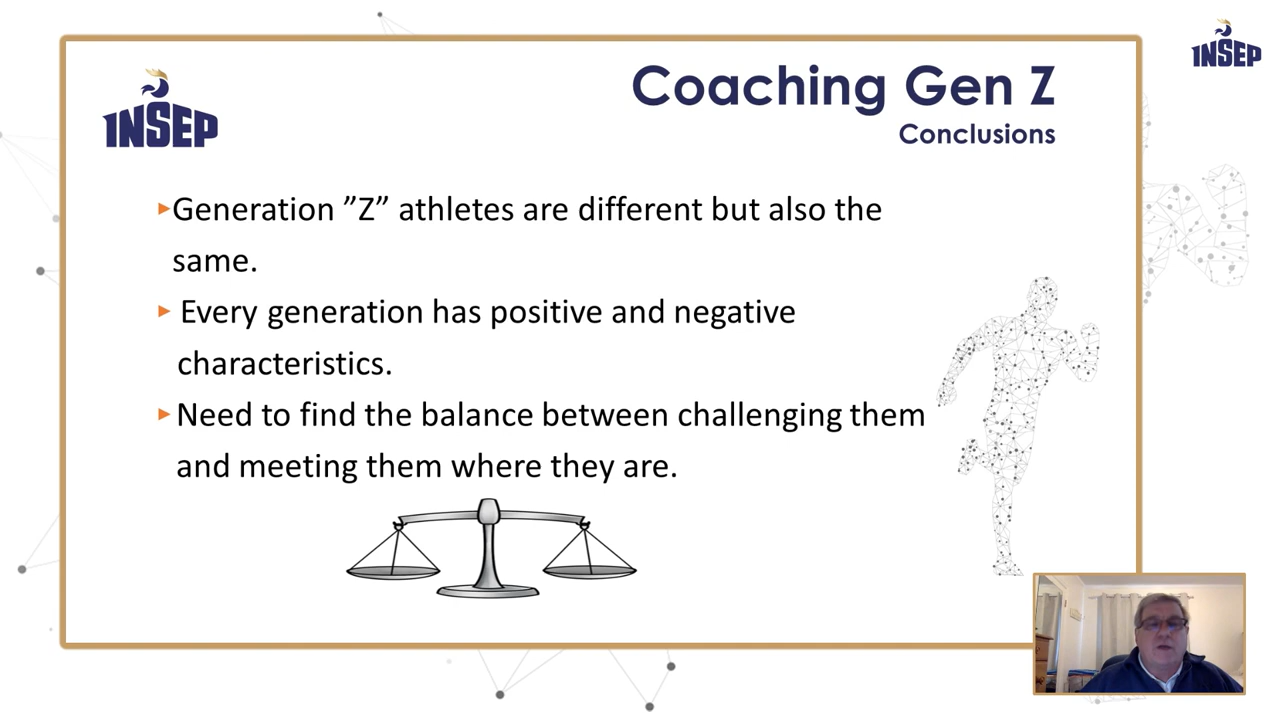 INSEP
INSEP
Coaching Gen Z
Conclusions
▸Generation ”Z” athletes are different but also the
same.
▸ Every generation has positive and negative
characteristics.
▸Need to find the balance between challenging them
and meeting them where they are.